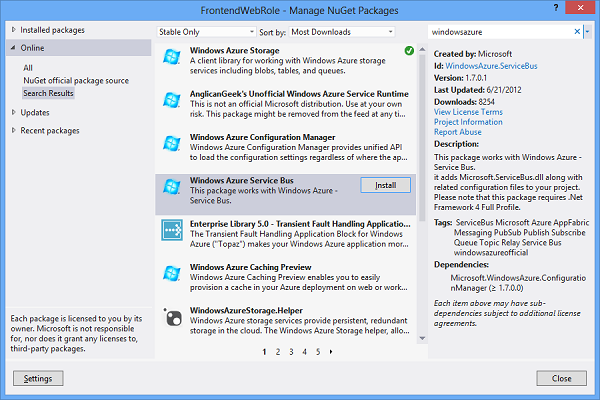 FrontendWebRole - Manage NuGet Packages
Installed packages
Online
All
NuGet official package source
Search Results
Updates
Recent packages
Each package is licensed to you by its
owner. Microsoft is not responsible
for, nor does it grant any licenses to,
third-party packages.
Settings
Stable Only
Sort by: Most Downloads
Windows Azure Storage
A client library for working with Windows Azure storage
services including blobs, tables, and queues.
AnglicanGeek's Unofficial Windows Azure Service Runtime
This is not an official Microsoft distribution. Use at your own
risk. This package might be removed from the feed at any ti...
Windows Azure Configuration Manager
Windows Azure Configuration Manager provides unified API
to load the configuration settings regardless of where the ap...
Windows Azure Service Bus
This package works with Windows Azure -
Service Bus.
Install
Enterprise Library 5.0 - Transient Fault Handling Applicatio...
The Transient Fault Handling Application Block for Windows
Azure ("Topaz") makes your Windows Azure application mor...
Windows Azure Caching Preview
Windows Azure Caching Preview enables you to easily
provision a cache in your Azure deployment on web or work...
WindowsAzureStorage.Helper
Windows Azure storage services provide persistent, redundant
storage in the cloud. The Windows Azure Storage helper, allo...
1 2 3 4 5
windowsazure
Created by: Microsoft
Id: WindowsAzure.ServiceBus
Version: 1.7.0.1
Last Updated: 6/21/2012
Downloads: 8254
View License Terms
Project Information
Report Abuse
Description:
This package works with Windows Azure -
Service Bus.
it adds Microsoft.ServiceBus.dll along with
related configuration files to your project.
Please note that this package requires .Net
Framework 4 Full Profile.
Tags: ServiceBus Microsoft Azure AppFabric
Messaging PubSub Publish Subscribe
Queue Topic Relay Service Bus
windowsazureofficial
Dependencies:
Microsoft.WindowsAzure.Configuratio
nManager (≥ 1.7.0.0)
Each item above may have sub-
dependencies subject to additional license
agreements.
Close